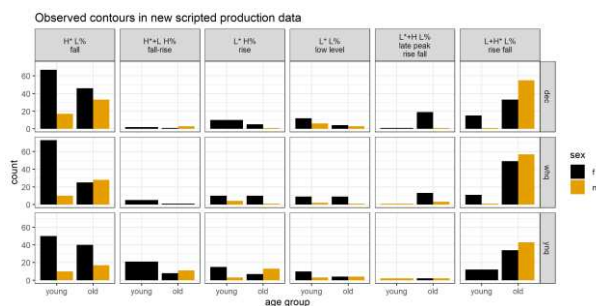 Observed contours in new scripted production data
H* L%
fall
H*+L H%
fall-rise
L* H%
rise
L* L%
low level
L*+H L%
late peak
rise fall
L+H* L%
rise fall
60
40
20
0
dec
60
40
20
0
whq
60
40
20
0
ynq
count
sex
f
m
young old young old young old young old young old young old
age group